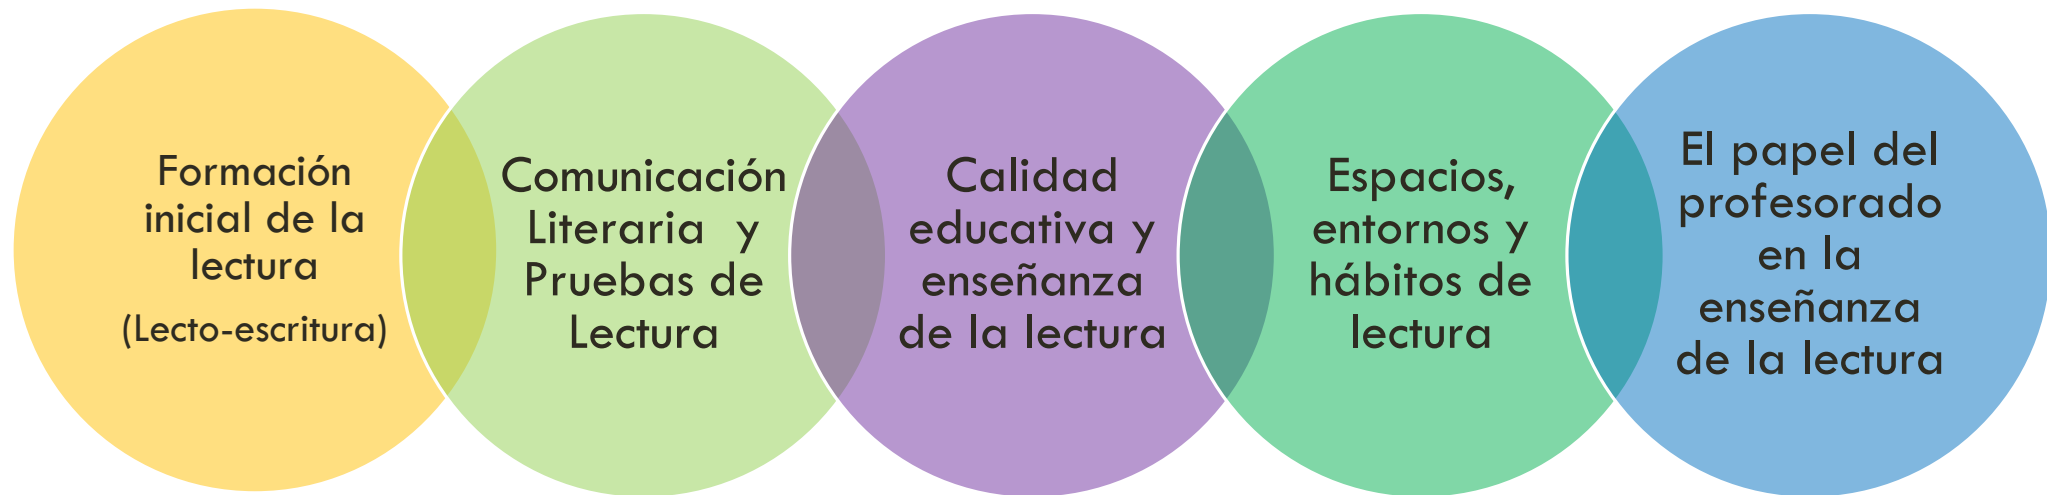 Formación
inicial de la
lectura
(Lecto-escritura)
Comunicación
Literaria y
Pruebas de
Lectura
Calidad
educativa y
enseñanza
de la lectura
Espacios,
entornos y
hábitos de
lectura
El papel del
profesorado
en la
enseñanza
de la lectura